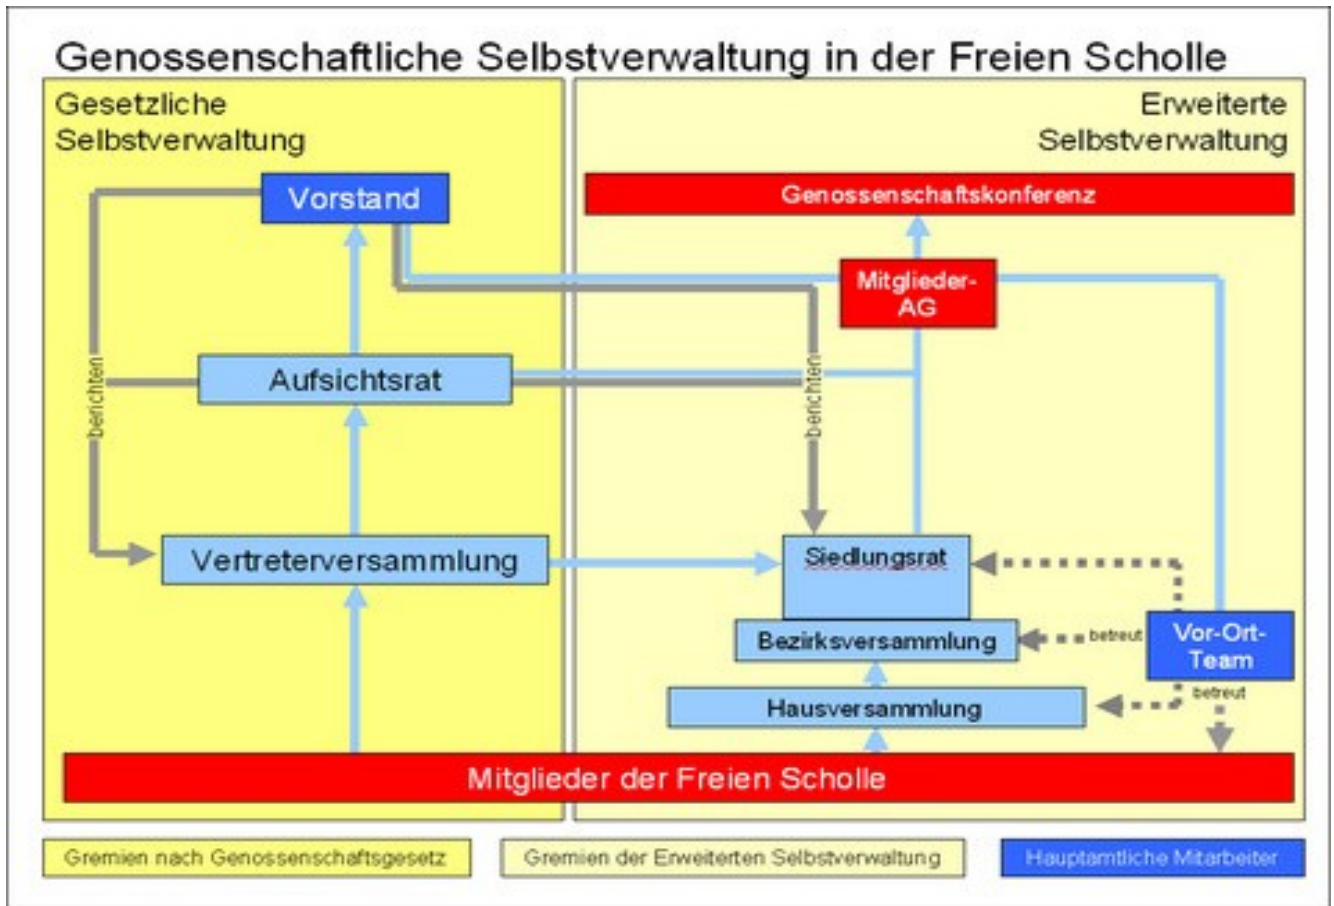 Genossenschaftliche Selbstverwaltung in der Freien Scholle
Gesetzliche
Selbstverwaltung
Erweiterte
Selbstverwaltung
Vorstand
Genossenschaftskonferenz
Mitglieder-
AG
Aufsichtsrat
berichten
berichten
Vertreterversammlung
Siedlungsrat
Bezirksversammlung
betreut
Vor-Ort-
Team
betreut
Hausversammlung
Mitglieder der Freien Scholle
Gremien nach Genossenschaftsgesetz
Gremien der Erweiterten Selbstverwaltung
Hauptamtliche Mitarbeiter